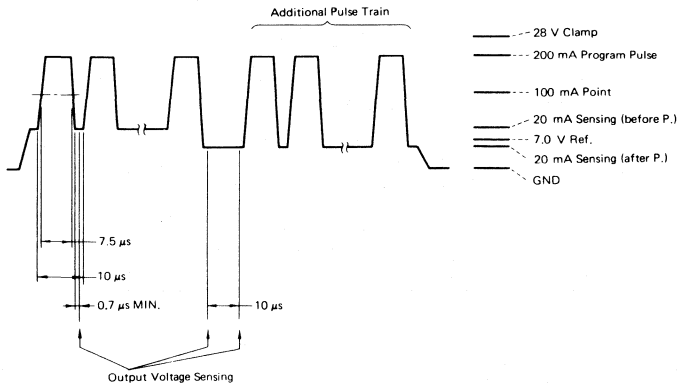 Additional Pulse Train
28 V Clamp
200 mA Program Pulse
100 mA Point
20 mA Sensing (before P.)
7.0 V Ref.
20 mA Sensing (after P.)
GND
7.5 μs
10 μs
0.7 μs MIN.
10 μs
Output Voltage Sensing